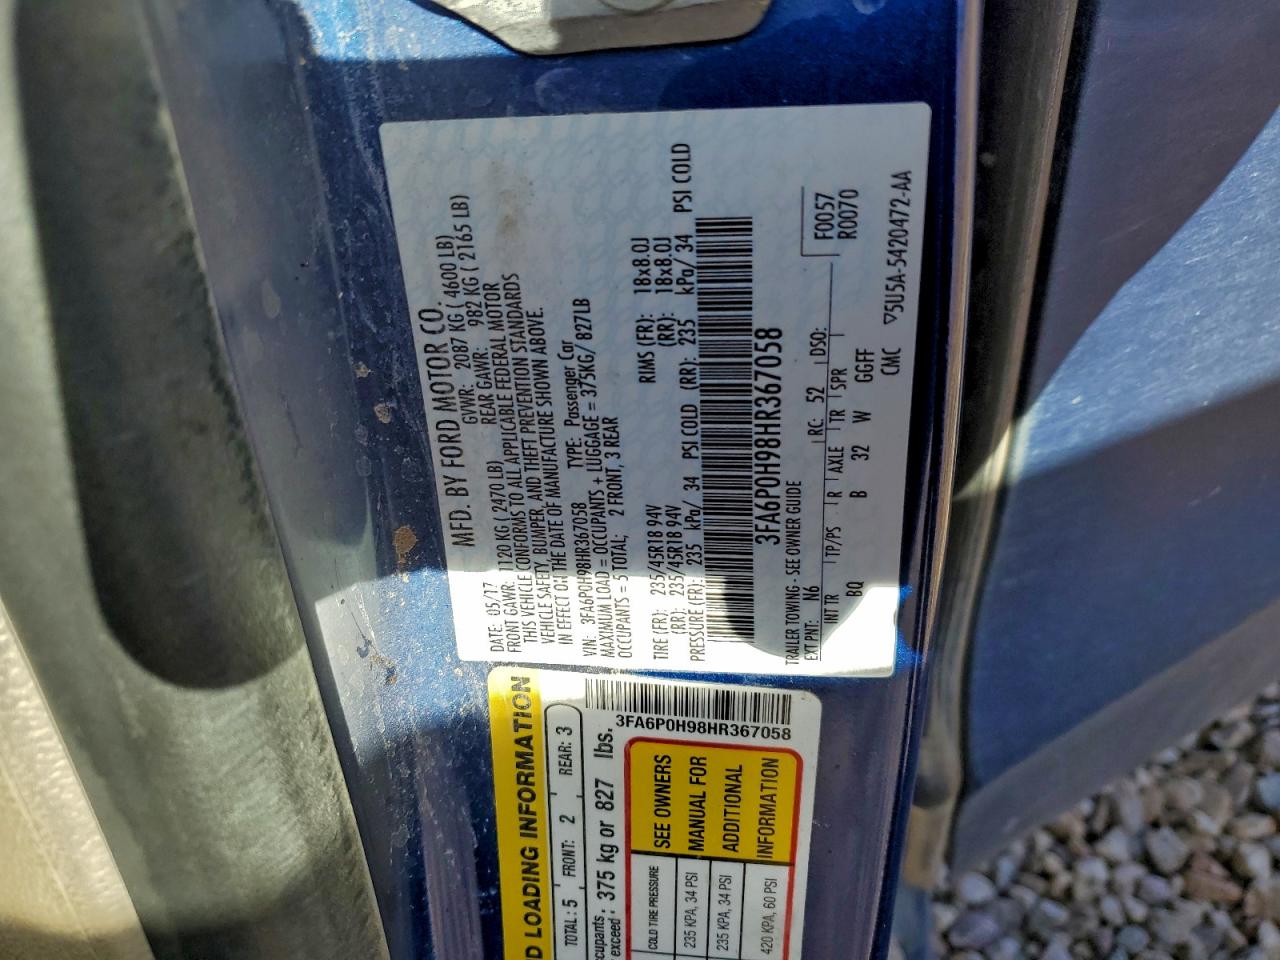 MFD. BY FORD MOTOR CO.
DATE: 05/17 GVWR: 2087 KG ( 4600 LB)
FRONT GAWR: 1120 KG ( 2470 LB) REAR GAWR: 982 KG ( 2165 LB)
THIS VEHICLE CONFORMS TO ALL APPLICABLE FEDERAL MOTOR
VEHICLE SAFETY, BUMPER, AND THEFT PREVENTION STANDARDS
IN EFFECT ON THE DATE OF MANUFACTURE SHOWN ABOVE.
VIN: 3FA6P0H98HR367058 TYPE: Passenger Car
MAXIMUM LOAD = OCCUPANTS + LUGGAGE = 375KG/ 827LB
OCCUPANTS = 5 TOTAL; 2 FRONT, 3 REAR
TIRE (FR): 235/45R18 94V RIMS (FR): 18x8.0J
(RR): 235/45R18 94V (RR): 18x8.0J
PRESSURE (FR): 235 kPa/ 34 PSI COLD (RR): 235 kPa/ 34 PSI COLD
3FA6P0H98HR367058
TRAILER TOWING - SEE OWNER GUIDE
EXT PNT: N6 RC: 52 DSO: F0057
R0070
INT TR TP/PS R AXLE TR SPR
BQ B 32 W GGFF
CMC ▽5U5A-5420472-AA
D LOADING INFORMATION
TOTAL: 5 FRONT: 2 REAR: 3
ccupants: 375 kg or 827 lbs.
exceed:
3FA6P0H98HR367058
COLD TIRE PRESSURE
235 KPA, 34 PSI
235 KPA, 34 PSI
420 KPA, 60 PSI
SEE OWNERS
MANUAL FOR
ADDITIONAL
INFORMATION